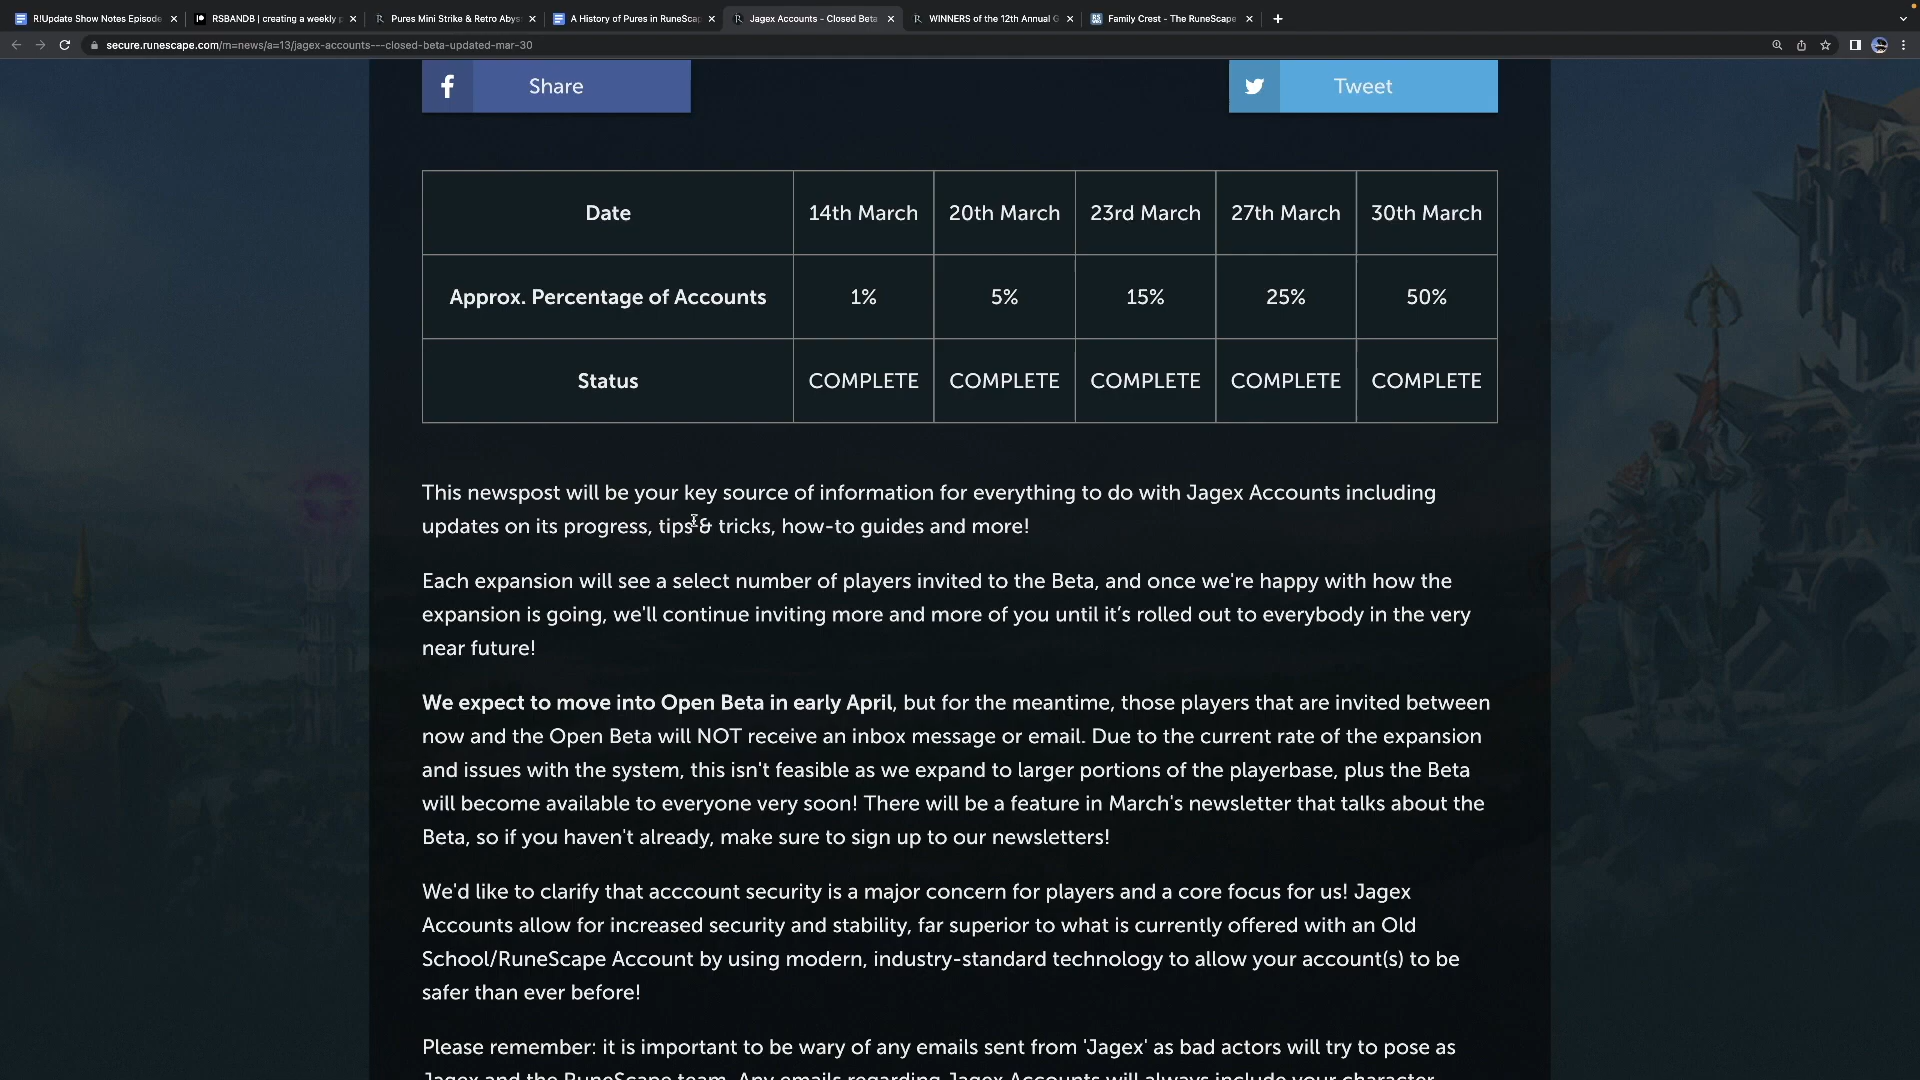 R!Update Show Notes Episode
RSBANDB | creating a weekly p
Pures Mini Strike & Retro Abys
A History of Pures in RuneScap
Jagex Accounts - Closed Beta
WINNERS of the 12th Annual G
Family Crest - The RuneScape
secure.runescape.com/m=news/a=13/jagex-accounts---closed-beta-updated-mar-30
Share
Tweet
Date 14th March 20th March 23rd March 27th March 30th March
Approx. Percentage of Accounts 1% 5% 15% 25% 50%
Status COMPLETE COMPLETE COMPLETE COMPLETE COMPLETE
This newspost will be your key source of information for everything to do with Jagex Accounts including
updates on its progress, tips & tricks, how-to guides and more!
Each expansion will see a select number of players invited to the Beta, and once we're happy with how the
expansion is going, we'll continue inviting more and more of you until it’s rolled out to everybody in the very
near future!
We expect to move into Open Beta in early April, but for the meantime, those players that are invited between
now and the Open Beta will NOT receive an inbox message or email. Due to the current rate of the expansion
and issues with the system, this isn't feasible as we expand to larger portions of the playerbase, plus the Beta
will become available to everyone very soon! There will be a feature in March's newsletter that talks about the
Beta, so if you haven't already, make sure to sign up to our newsletters!
We'd like to clarify that acccount security is a major concern for players and a core focus for us! Jagex
Accounts allow for increased security and stability, far superior to what is currently offered with an Old
School/RuneScape Account by using modern, industry-standard technology to allow your account(s) to be
safer than ever before!
Please remember: it is important to be wary of any emails sent from 'Jagex' as bad actors will try to pose as
Jagex and the RuneScape team. Any emails regarding Jagex Accounts will always include your character